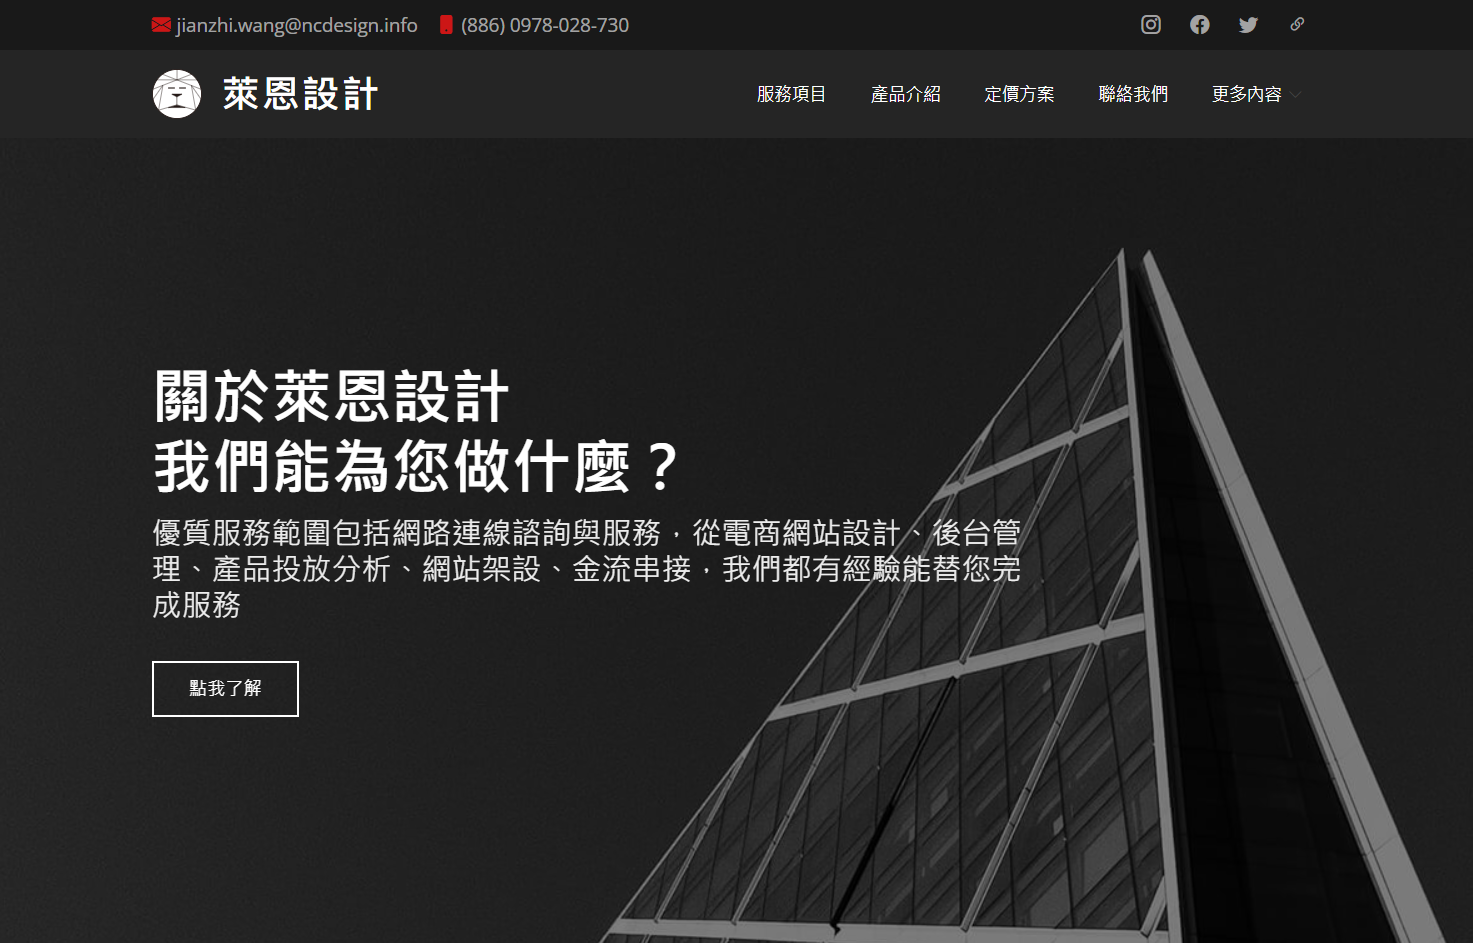 jianzhi.wang@ncdesign.info (886) 0978-028-730
萊恩設計 服務項目 產品介紹 定價方案 聯絡我們 更多內容
關於萊恩設計
我們能為您做什麼？
優質服務範圍包括網路連線諮詢與服務，從電商網站設計、後台管
理、產品投放分析、網站架設、金流串接，我們都有經驗能替您完
成服務
點我了解